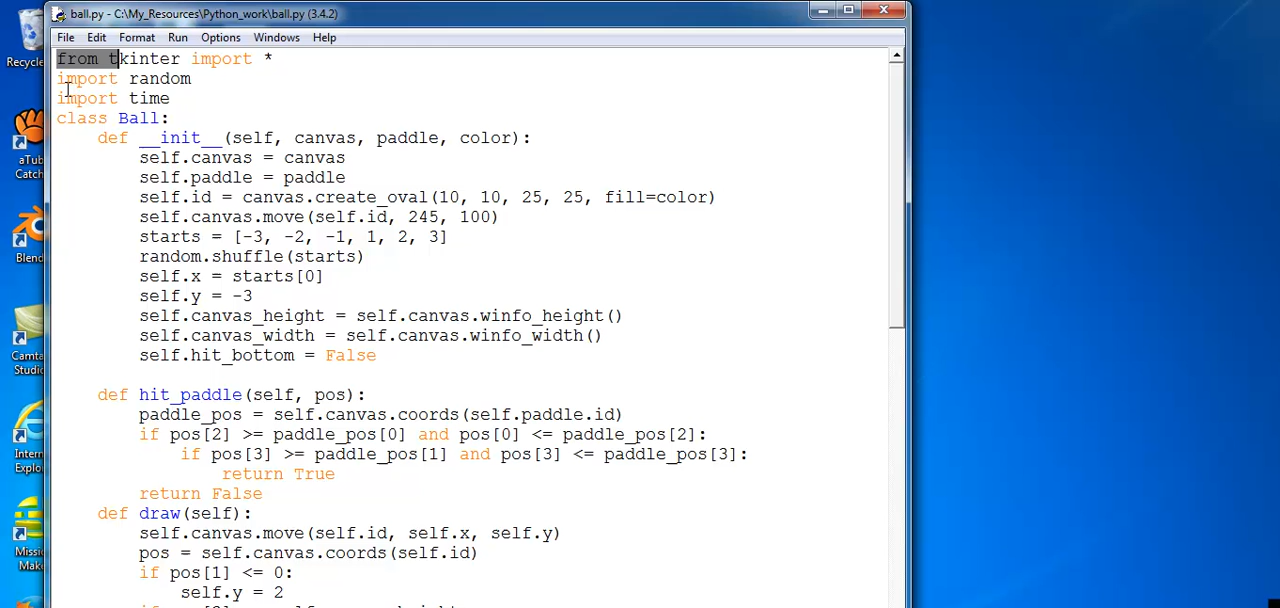 ball.py - C:\My_Resources\Python_work\ball.py (3.4.2)
File Edit Format Run Options Windows Help
from tkinter import *
import random
import time
class Ball:
    def __init__(self, canvas, paddle, color):
        self.canvas = canvas
        self.paddle = paddle
        self.id = canvas.create_oval(10, 10, 25, 25, fill=color)
        self.canvas.move(self.id, 245, 100)
        starts = [-3, -2, -1, 1, 2, 3]
        random.shuffle(starts)
        self.x = starts[0]
        self.y = -3
        self.canvas_height = self.canvas.winfo_height()
        self.canvas_width = self.canvas.winfo_width()
        self.hit_bottom = False
    def hit_paddle(self, pos):
        paddle_pos = self.canvas.coords(self.paddle.id)
        if pos[2] >= paddle_pos[0] and pos[0] <= paddle_pos[2]:
            if pos[3] >= paddle_pos[1] and pos[3] <= paddle_pos[3]:
                return True
        return False
    def draw(self):
        self.canvas.move(self.id, self.x, self.y)
        pos = self.canvas.coords(self.id)
        if pos[1] <= 0:
            self.y = 2
Recycle
aTub
Catch
Blend
Camta
Studio
Intern
Explo
Missio
Make